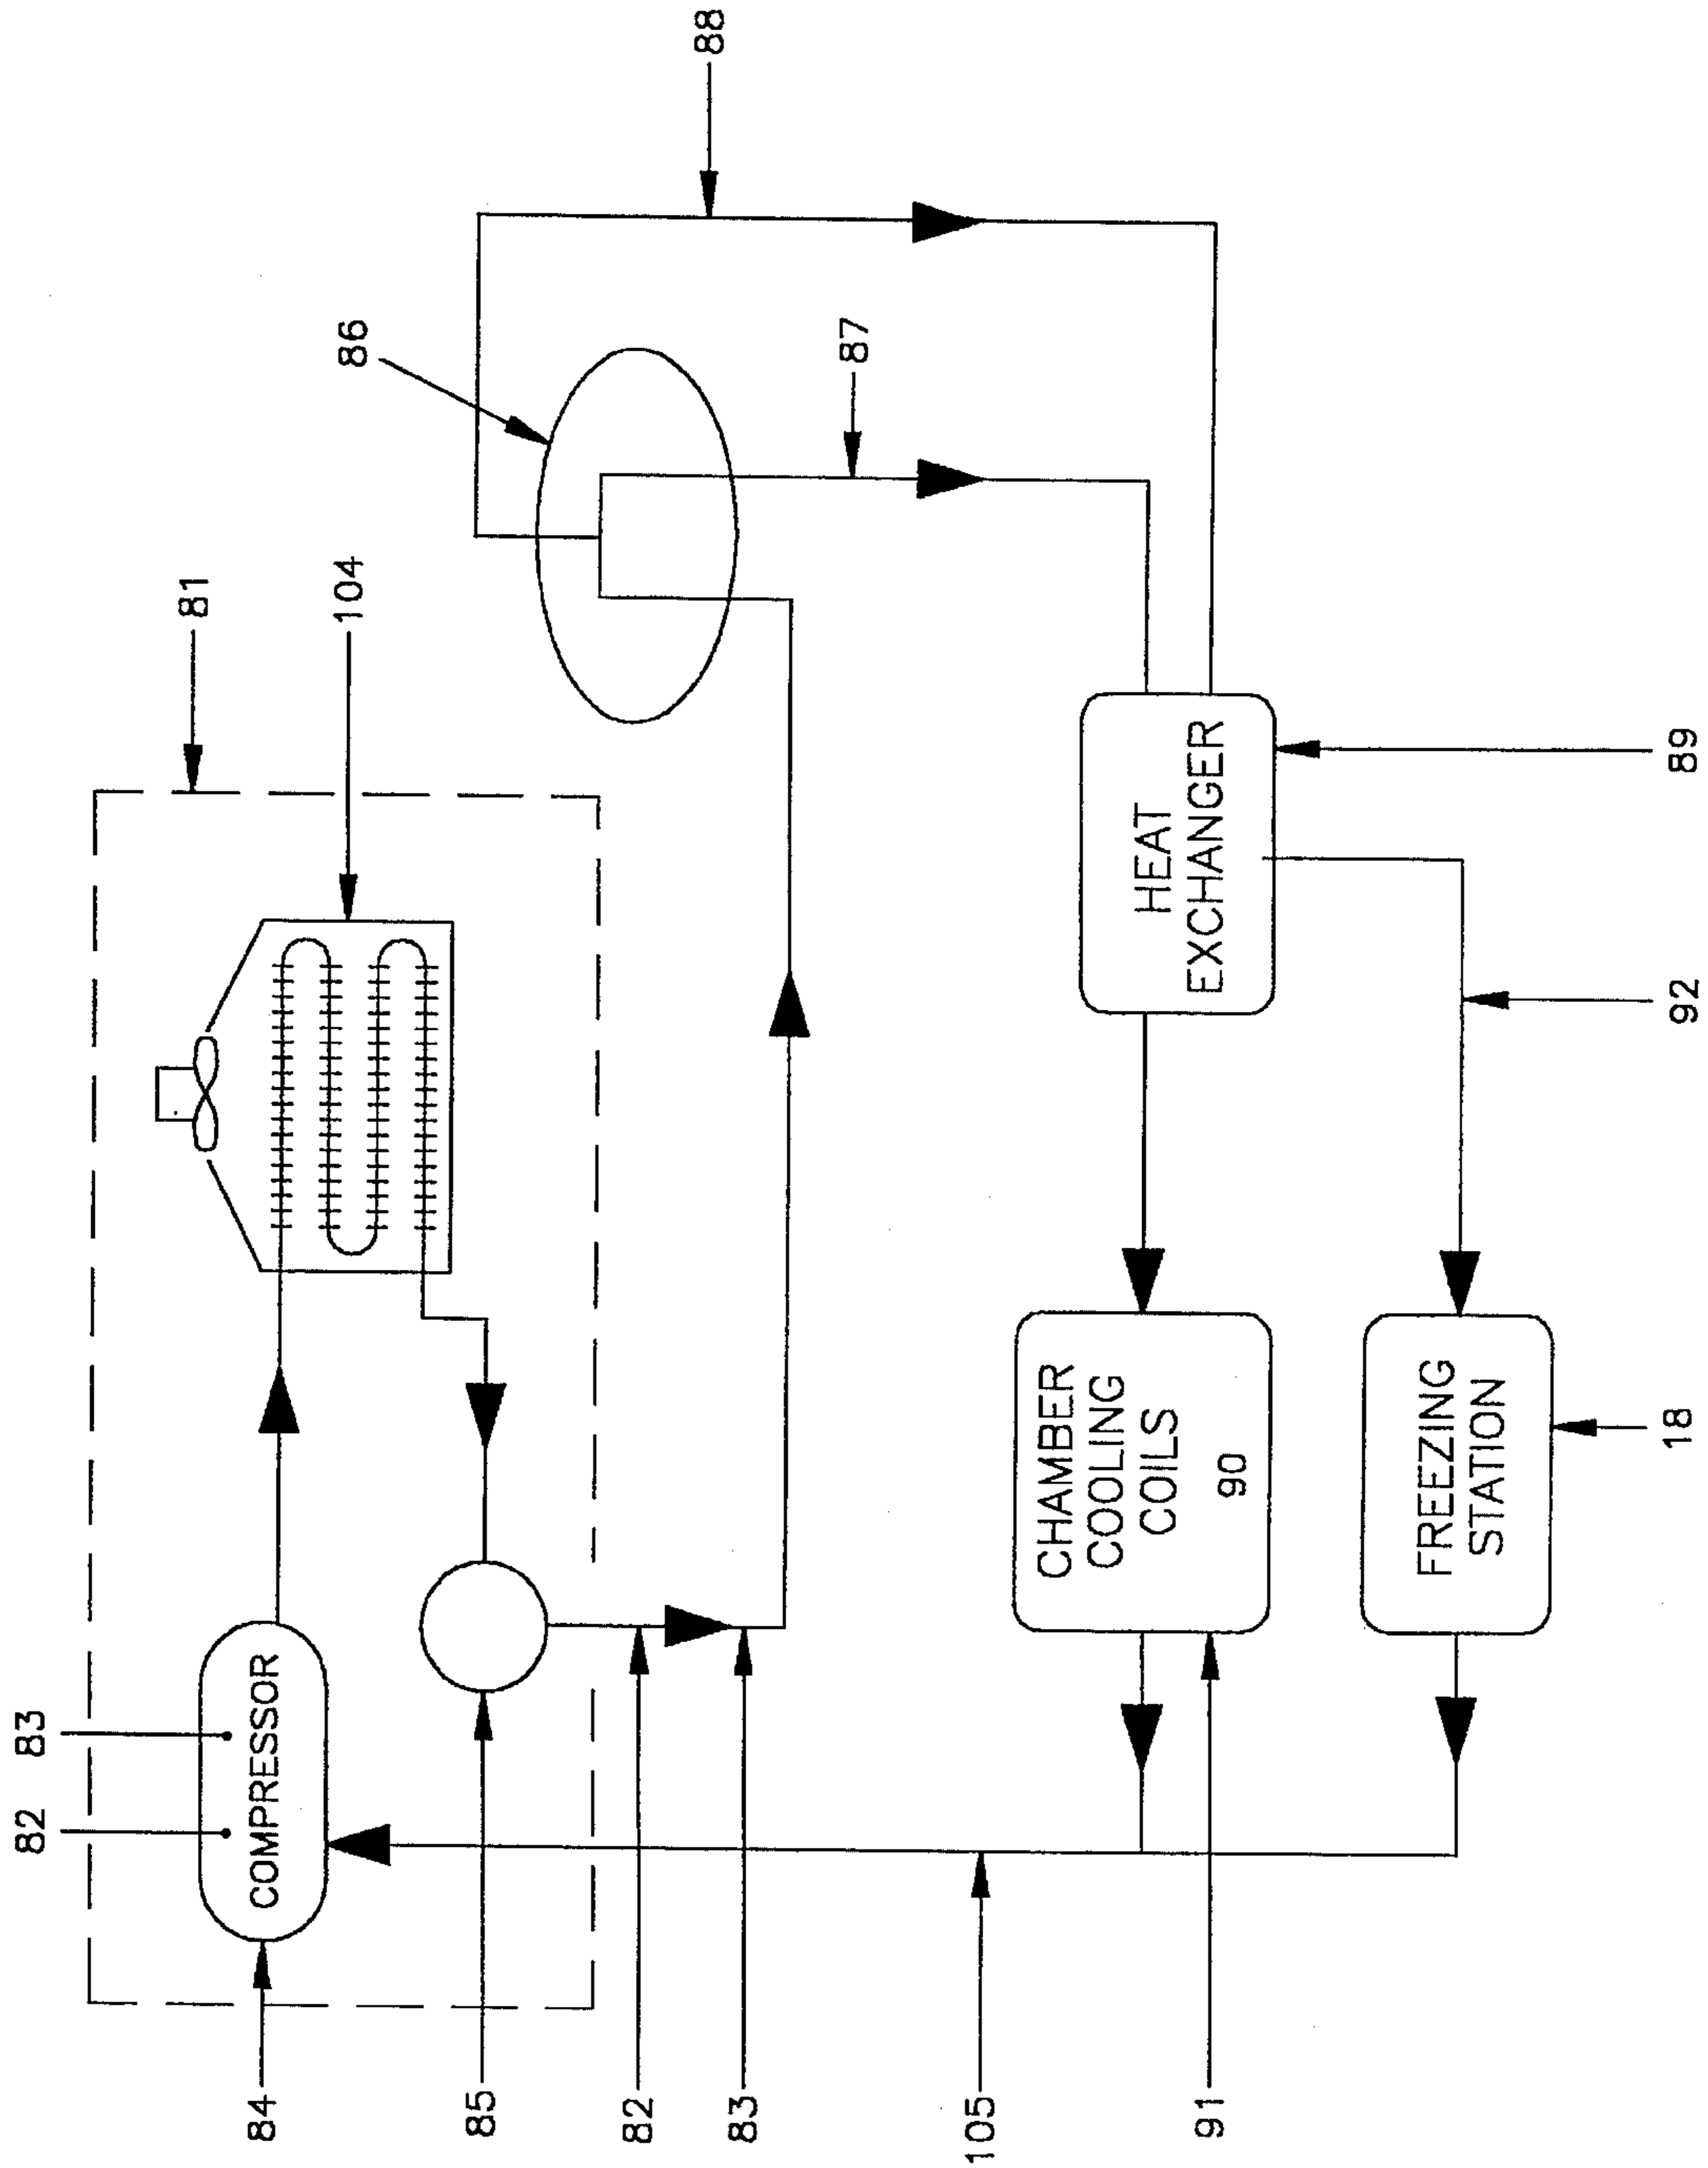 84
85
82
83
105
91
82
83
COMPRESSOR
CHAMBER
COOLING
COILS
90
FREEZING
STATION
18
HEAT
EXCHANGER
92
89
81
104
86
87
88